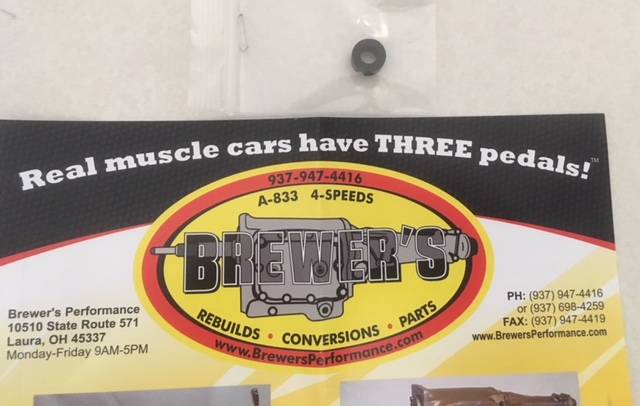 Real muscle cars have THREE pedals!™
937-947-4416
A-833 4-SPEEDS
BREWER'S
REBUILDS • CONVERSIONS • PARTS
www.BrewersPerformance.com
Brewer's Performance
10510 State Route 571
Laura, OH 45337
Monday-Friday 9AM-5PM
PH: (937) 947-4416
or (937) 698-4259
FAX: (937) 947-4419
www.BrewersPerformance.com